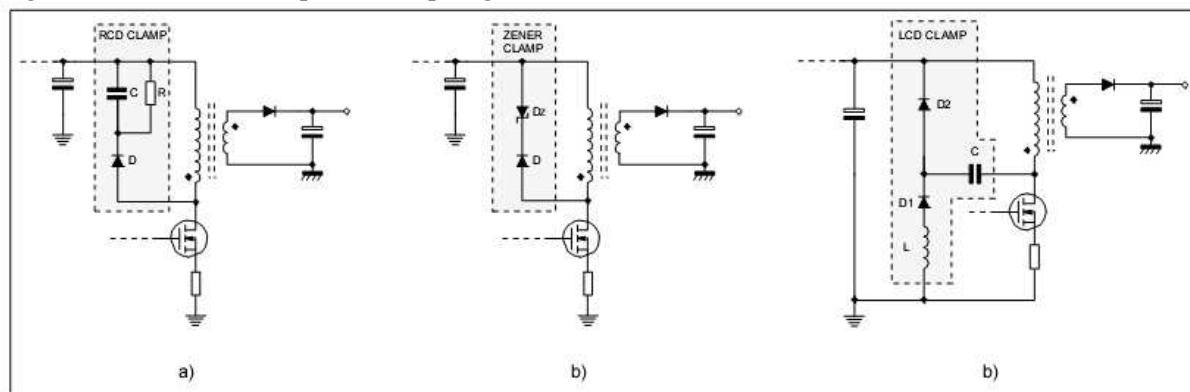 RCD CLAMP
C
R
D
a)
ZENER
CLAMP
Dz
D
b)
LCD CLAMP
D2
C
D1
L
b)